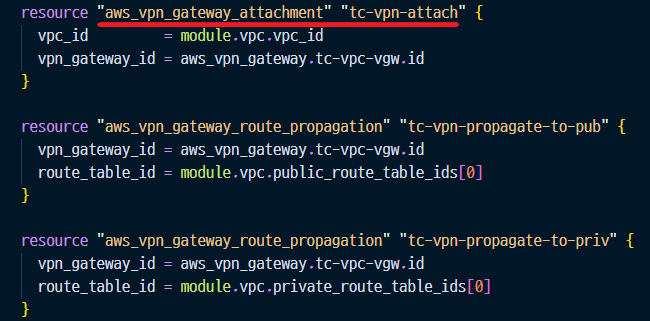 resource "aws_vpn_gateway_attachment" "tc-vpn-attach" {
  vpc_id         = module.vpc.vpc_id
  vpn_gateway_id = aws_vpn_gateway.tc-vpc-vgw.id
}

resource "aws_vpn_gateway_route_propagation" "tc-vpn-propagate-to-pub" {
  vpn_gateway_id = aws_vpn_gateway.tc-vpc-vgw.id
  route_table_id = module.vpc.public_route_table_ids[0]
}

resource "aws_vpn_gateway_route_propagation" "tc-vpn-propagate-to-priv" {
  vpn_gateway_id = aws_vpn_gateway.tc-vpc-vgw.id
  route_table_id = module.vpc.private_route_table_ids[0]
}